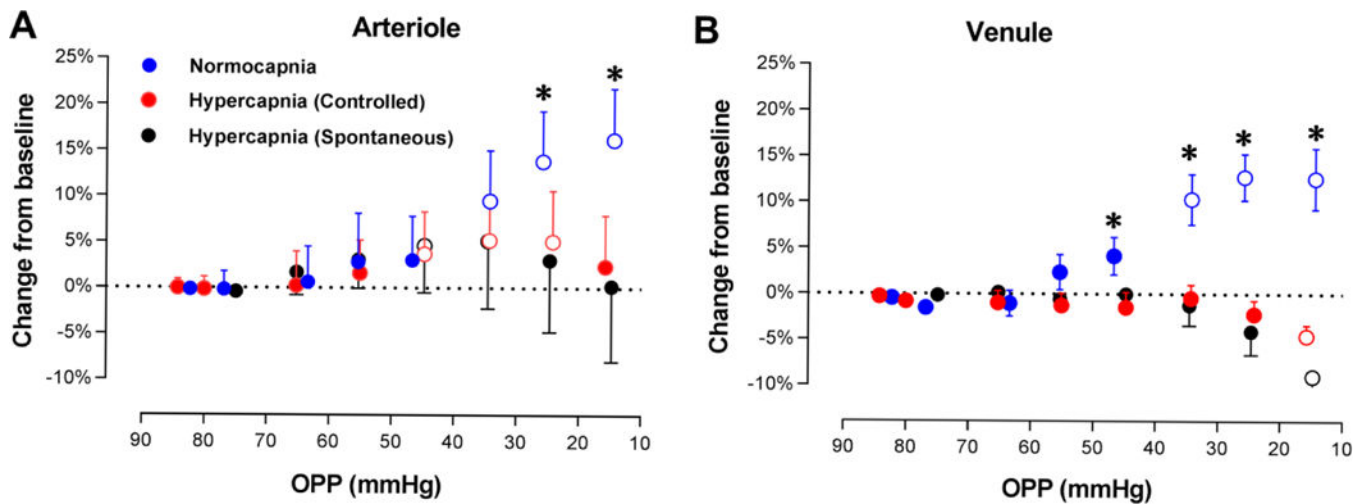 A
Arteriole
Change from baseline
25%
20%
15%
10%
5%
0%
-5%
-10%
Normocapnia
Hypercapnia (Controlled)
Hypercapnia (Spontaneous)
*
*
90 80 70 60 50 40 30 20 10
OPP (mmHg)
B
Venule
Change from baseline
25%
20%
15%
10%
5%
0%
-5%
-10%
*
*
*
*
90 80 70 60 50 40 30 20 10
OPP (mmHg)